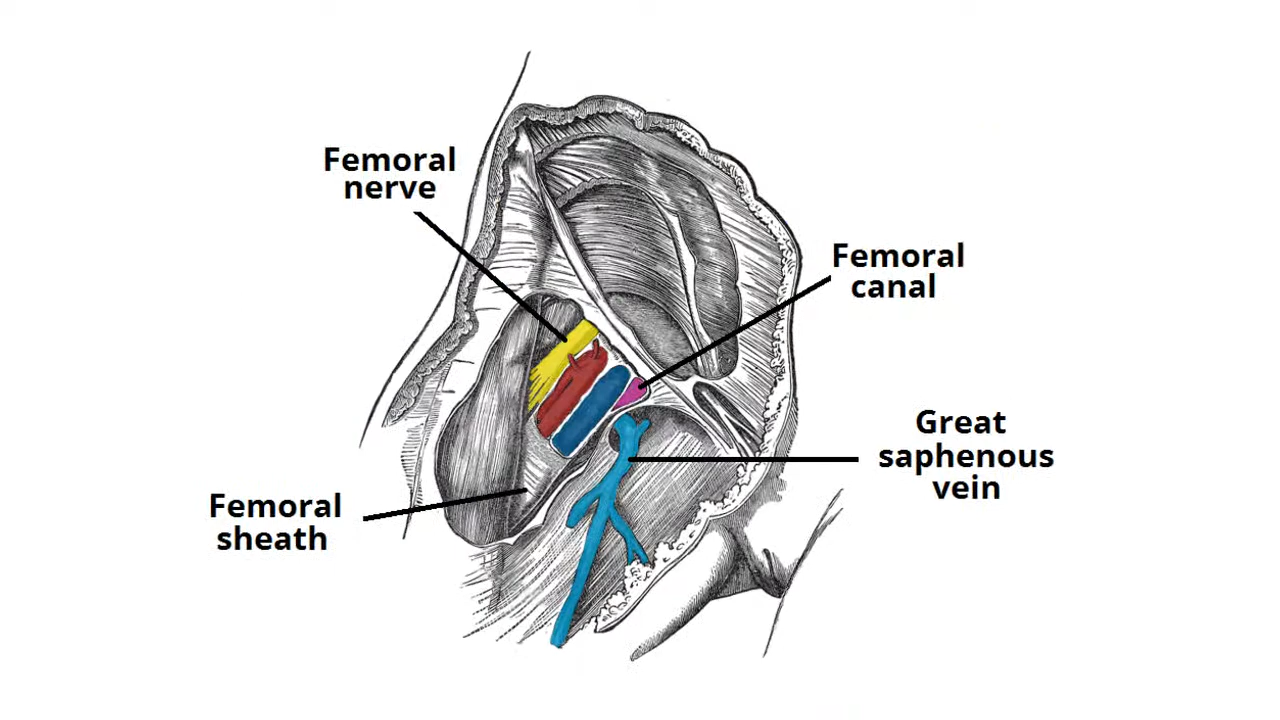 Femoral
nerve
Femoral
canal
Great
saphenous
vein
Femoral
sheath